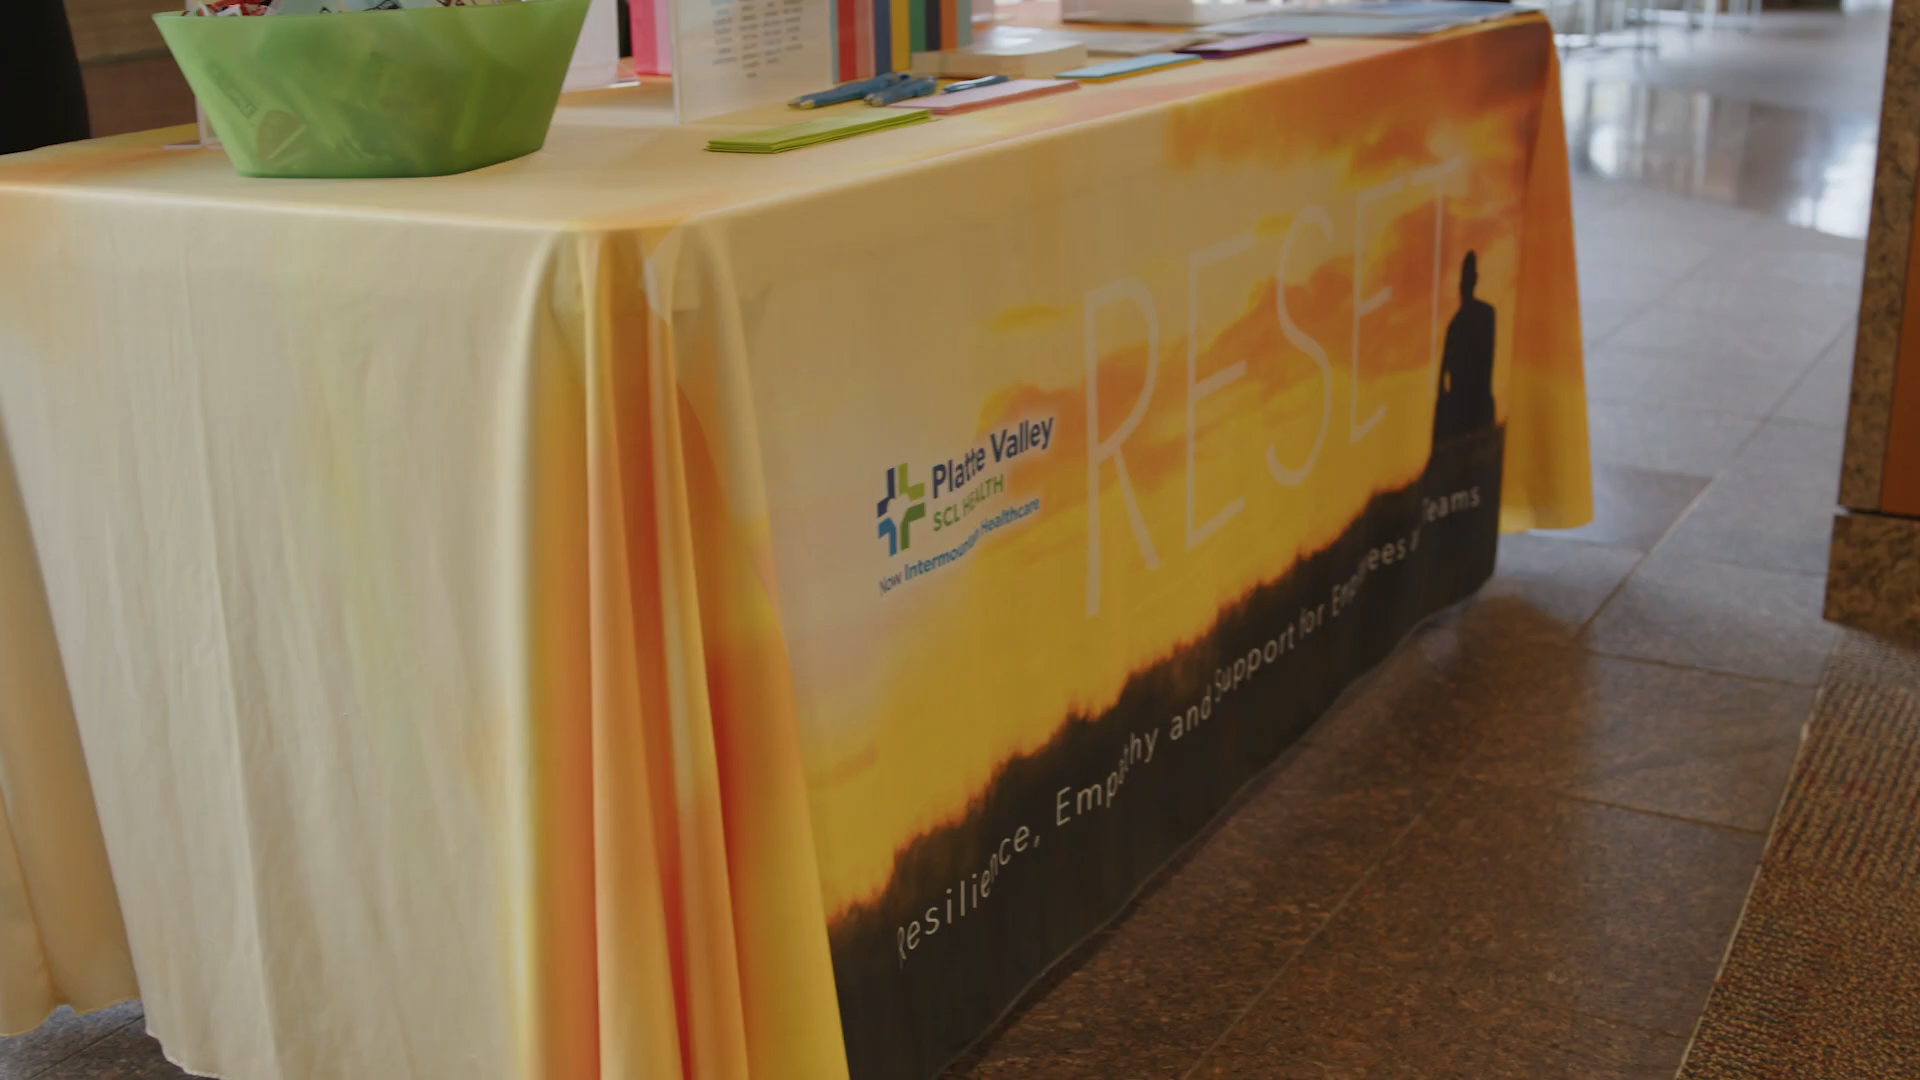 RESET
Platte Valley
SCL HEALTH
Now Intermountain Healthcare
Resilience, Empathy and Support for Employees Teams